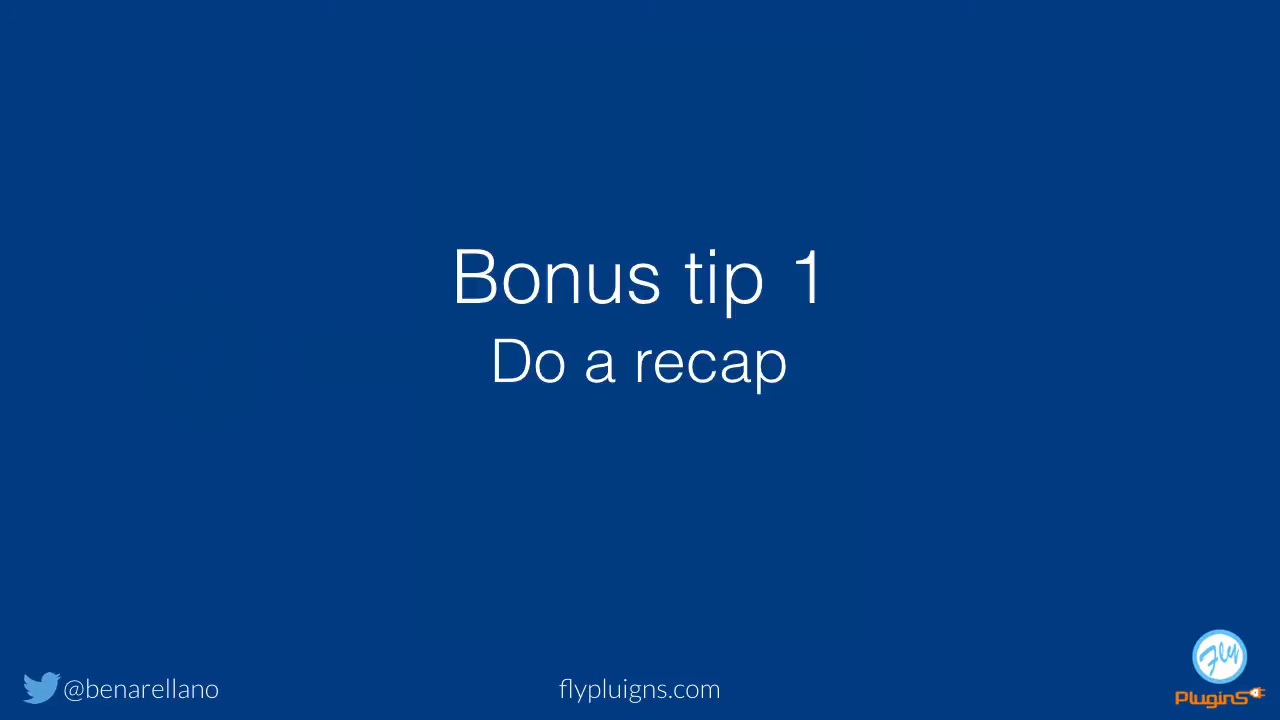 Bonus tip 1
Do a recap
@benarellano
flypluigns.com
Fly
PluginS